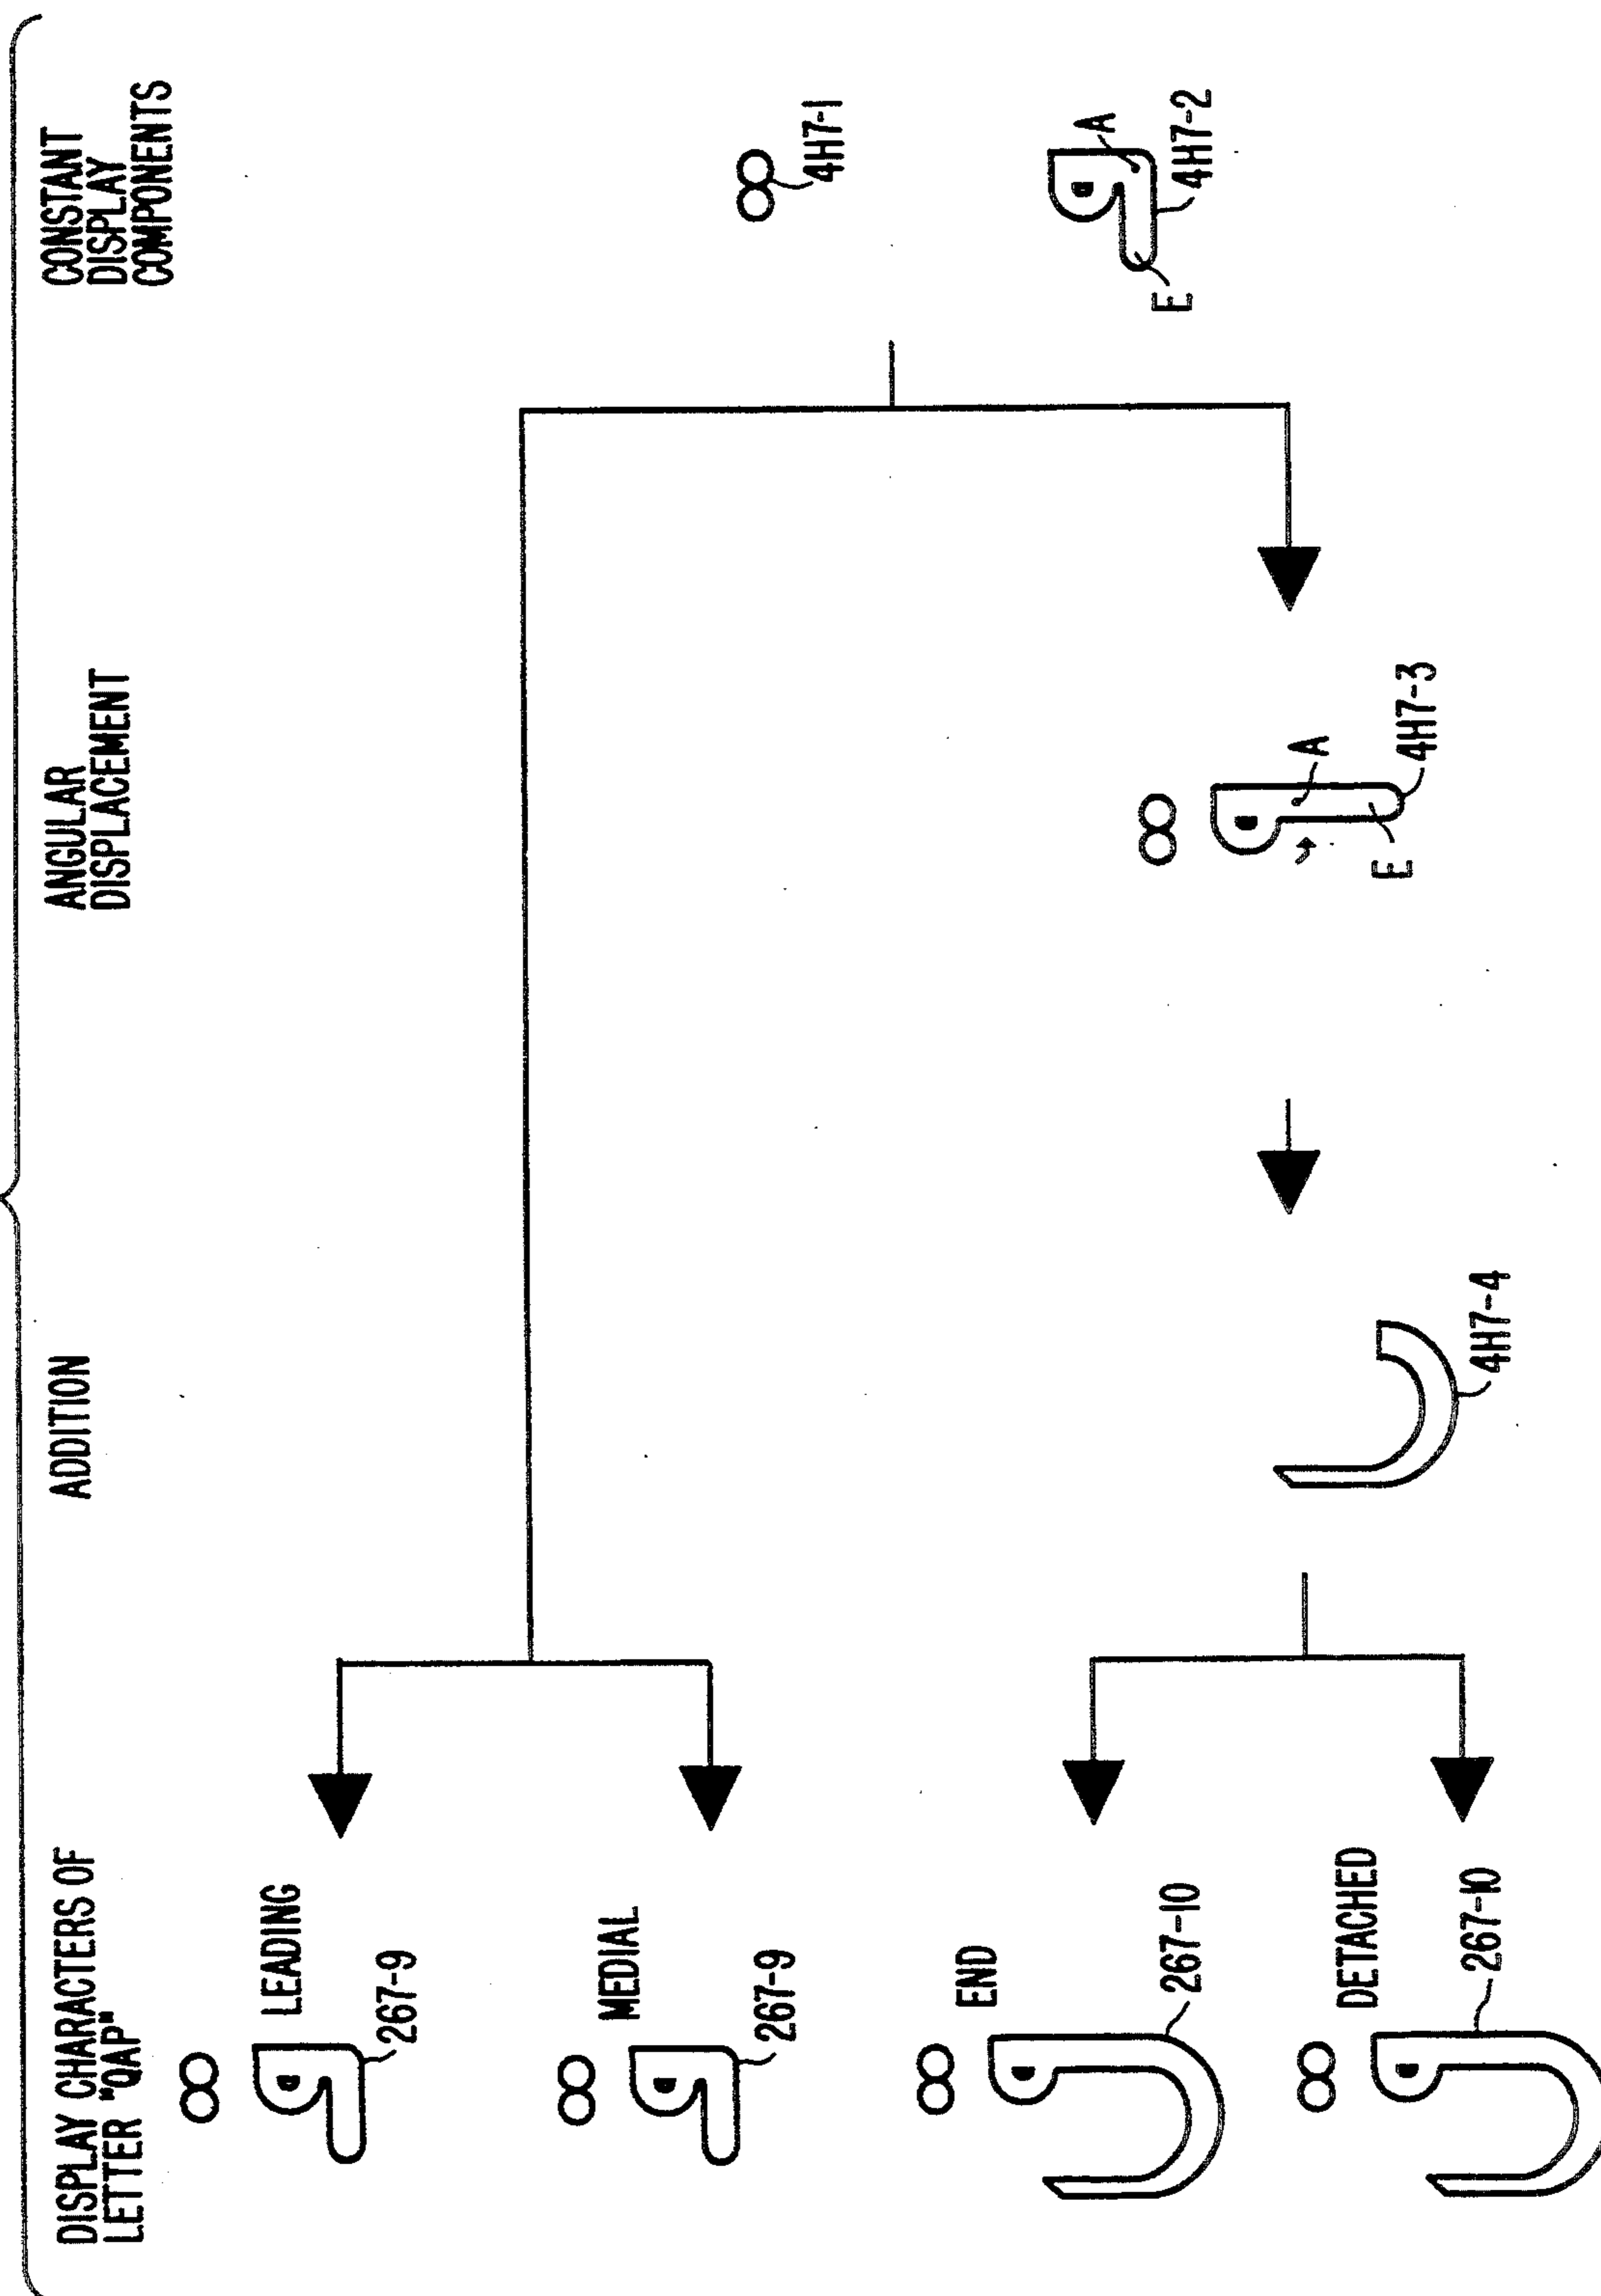 DISPLAY CHARACTERS OF
LETTER "QAP"
ADDITION
ANGULAR
DISPLACEMENT
CONSTANT
DISPLAY
COMPONENTS
LEADING
267-9
MEDIAL
267-9
END
267-10
DETACHED
267-10
4H7-4
A
E
4H7-3
4H7-1
A
E
4H7-2